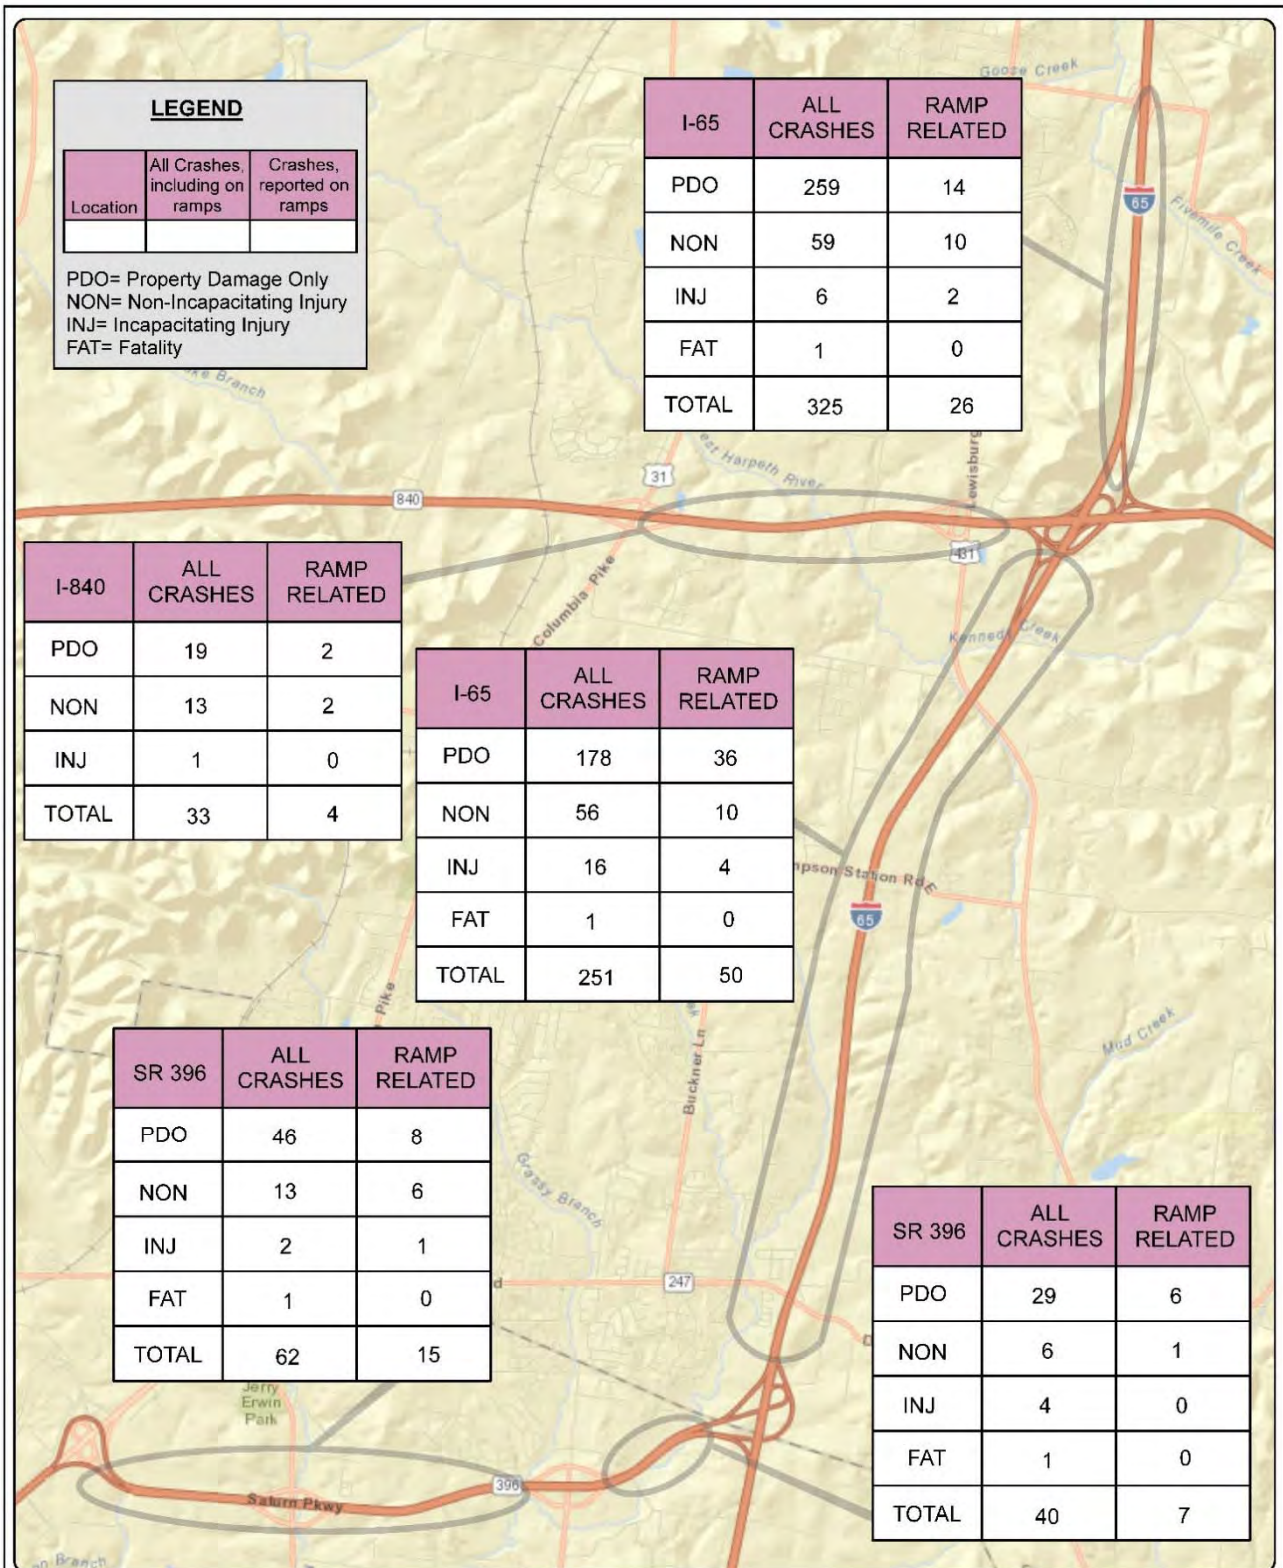 LEGEND
Location
All Crashes,
including on
ramps
Crashes,
reported on
ramps
PDO= Property Damage Only
NON= Non-Incapacitating Injury
INJ= Incapacitating Injury
FAT= Fatality
I-65 ALL CRASHES RAMP RELATED
PDO 259 14
NON 59 10
INJ 6 2
FAT 1 0
TOTAL 325 26
Goose Creek
65
Fivemile Creek
Branch
Harpeth River
31
Lewisburg
840
431
Columbia Pike
Kennedy Creek
I-840 ALL CRASHES RAMP RELATED
PDO 19 2
NON 13 2
INJ 1 0
TOTAL 33 4
I-65 ALL CRASHES RAMP RELATED
PDO 178 36
NON 56 10
INJ 16 4
FAT 1 0
TOTAL 251 50
Station Rd E
65
Pike
Buckner Ln
Mud Creek
SR 396 ALL CRASHES RAMP RELATED
PDO 46 8
NON 13 6
INJ 2 1
FAT 1 0
TOTAL 62 15
Grassy Branch
247
SR 396 ALL CRASHES RAMP RELATED
PDO 29 6
NON 6 1
INJ 4 0
FAT 1 0
TOTAL 40 7
Jerry
Erwin
Park
396
Saturn Pkwy
Branch